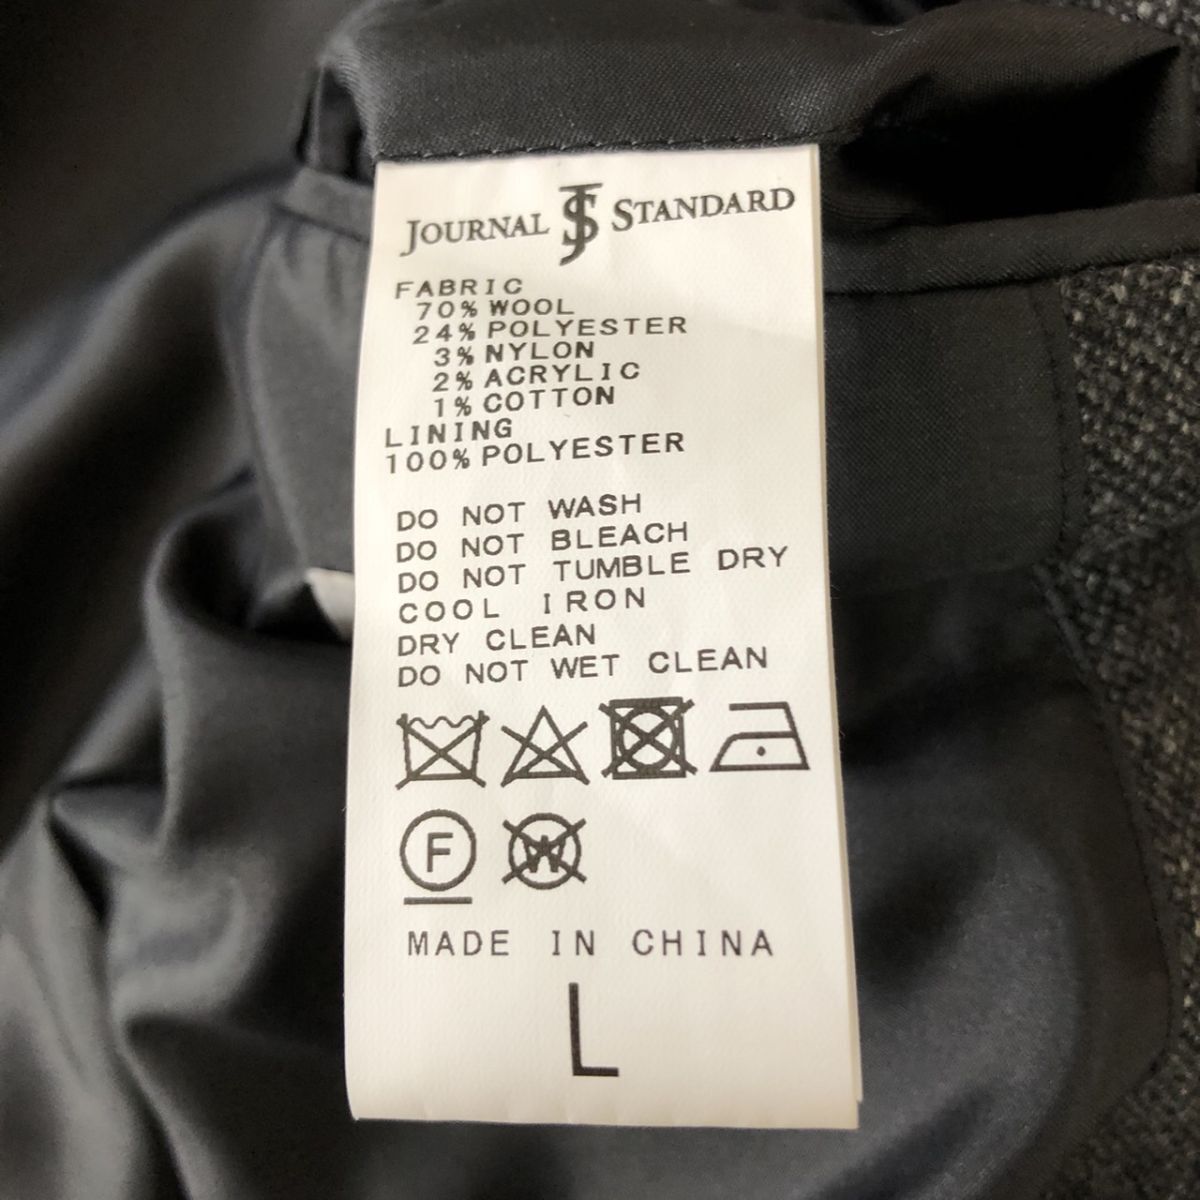 JOURNAL JS STANDARD
FABRIC
70% WOOL
24% POLYESTER
3% NYLON
2% ACRYLIC
1% COTTON
LINING
100% POLYESTER
DO NOT WASH
DO NOT BLEACH
DO NOT TUMBLE DRY
COOL IRON
DRY CLEAN
DO NOT WET CLEAN
F W
MADE IN CHINA
L